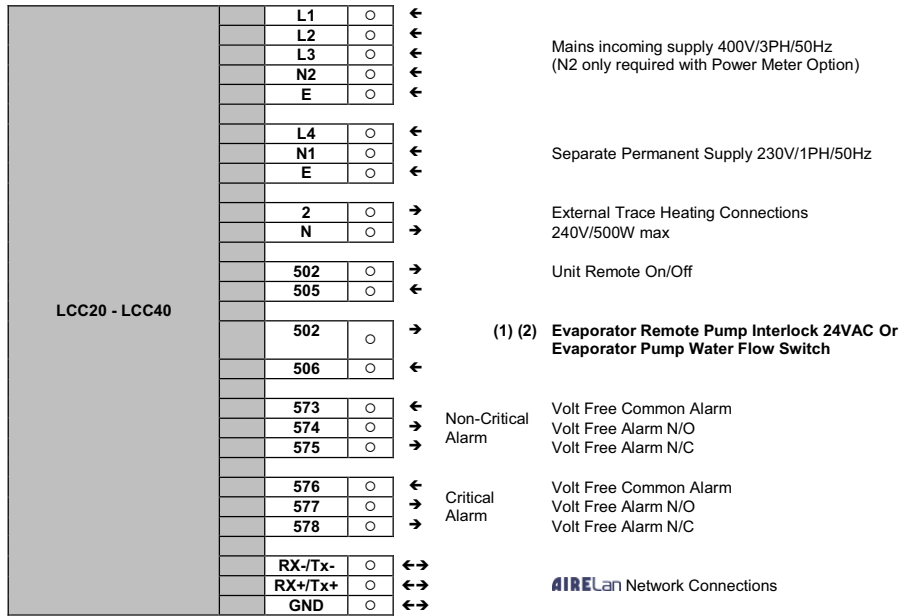 L1 ←
L2 ←
L3 ←
N2 ←
E ←
Mains incoming supply 400V/3PH/50Hz
(N2 only required with Power Meter Option)
L4 ←
N1 ←
E ←
Separate Permanent Supply 230V/1PH/50Hz
2 → External Trace Heating Connections
N → 240V/500W max
502 → Unit Remote On/Off
505 ←
LCC20 - LCC40
502 → (1) (2) Evaporator Remote Pump Interlock 24VAC Or
Evaporator Pump Water Flow Switch
506 ←
573 ← Volt Free Common Alarm
574 → Volt Free Alarm N/O
575 → Volt Free Alarm N/C
Non-Critical
Alarm
576 ← Volt Free Common Alarm
577 → Volt Free Alarm N/O
578 → Volt Free Alarm N/C
Critical
Alarm
RX-/Tx- ↔
RX+/Tx+ ↔ AIRELan Network Connections
GND ↔